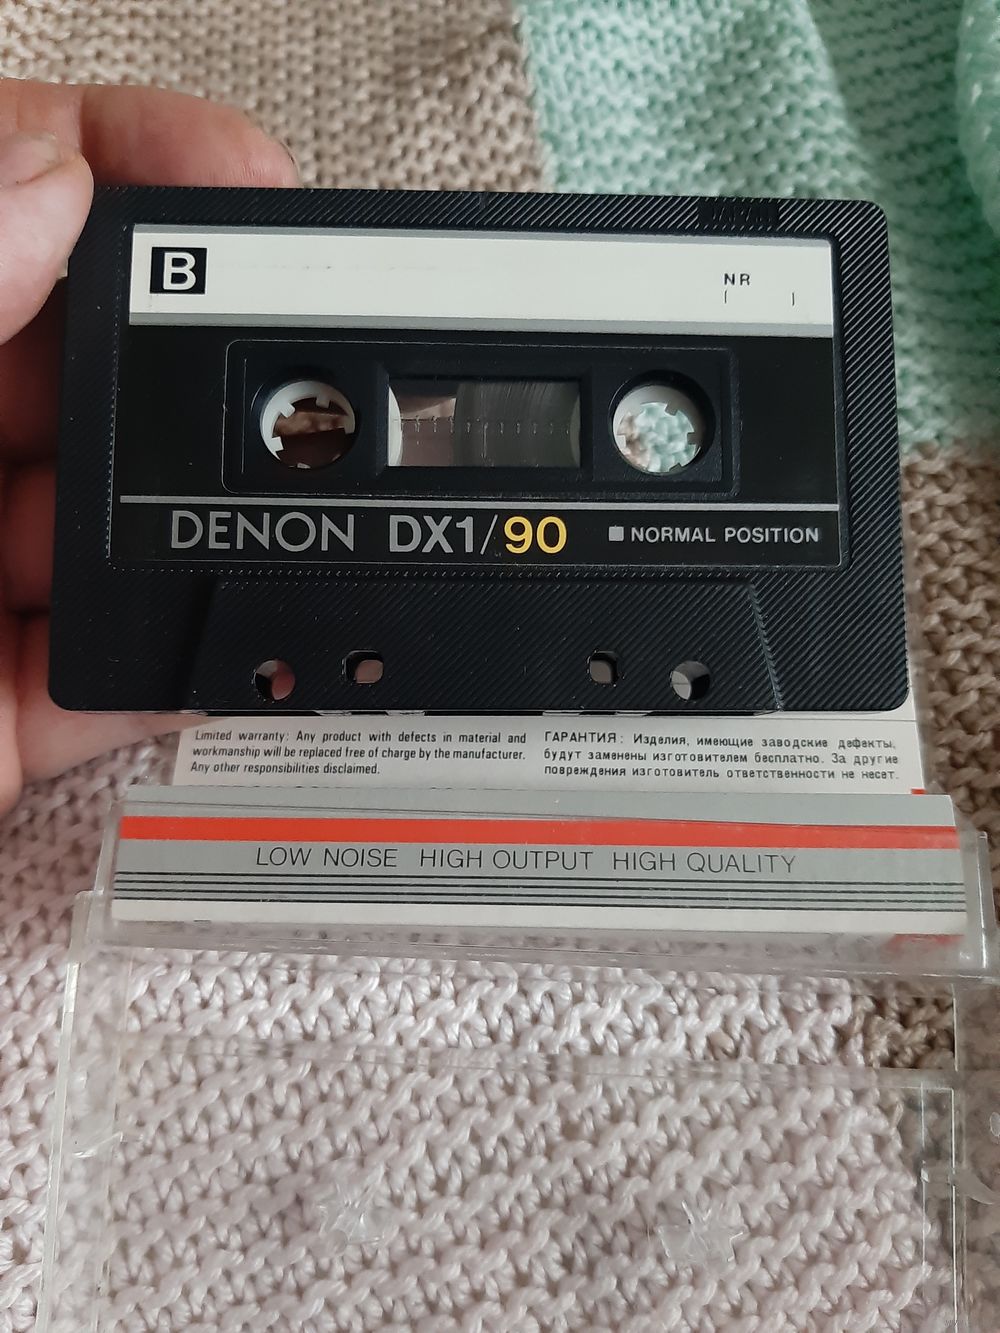 JAPAN
B
NR
DENON DX1/90 NORMAL POSITION
Limited warranty: Any product with defects in material and
workmanship will be replaced free of charge by the manufacturer.
Any other responsibilities disclaimed.
ГАРАНТИЯ: Изделия, имеющие заводские дефекты,
будут заменены изготовителем бесплатно. За другие
повреждения изготовитель ответственности не несет.
LOW NOISE HIGH OUTPUT HIGH QUALITY